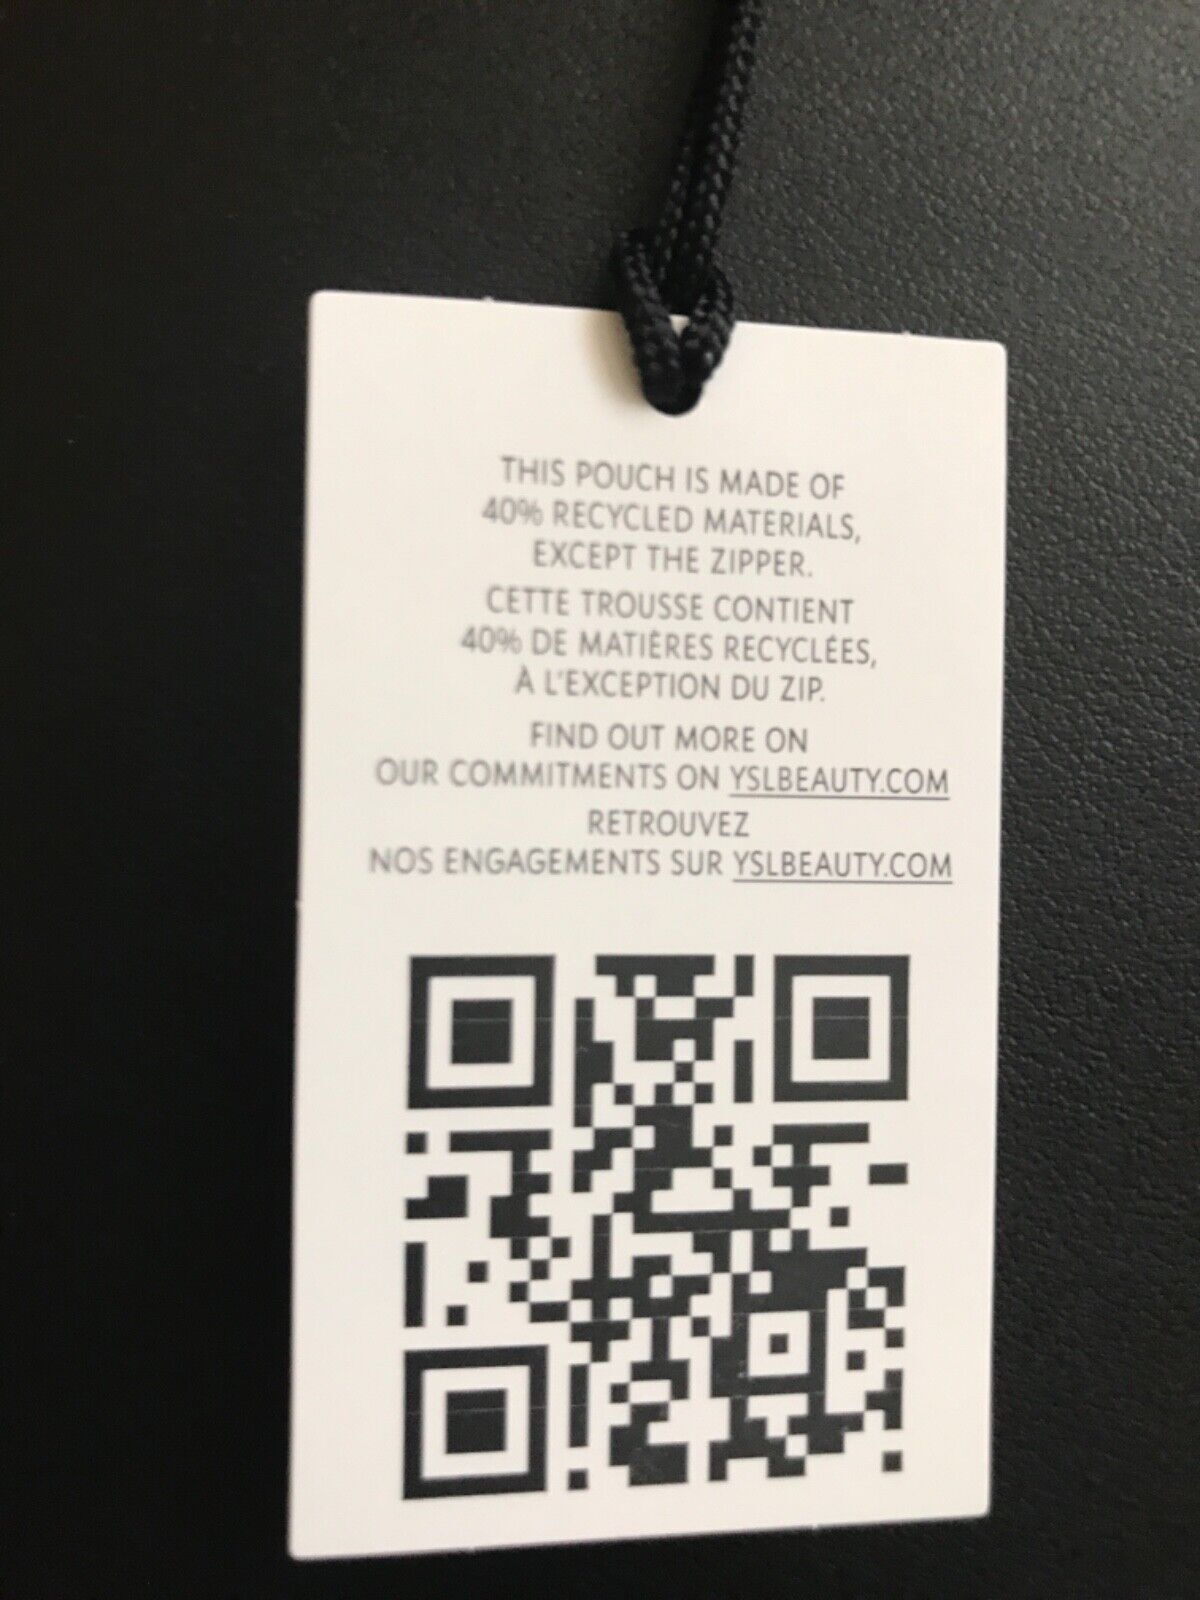 THIS POUCH IS MADE OF
40% RECYCLED MATERIALS,
EXCEPT THE ZIPPER.
CETTE TROUSSE CONTIENT
40% DE MATIÈRES RECYCLÉES,
À L'EXCEPTION DU ZIP.
FIND OUT MORE ON
OUR COMMITMENTS ON YSLBEAUTY.COM
RETROUVEZ
NOS ENGAGEMENTS SUR YSLBEAUTY.COM